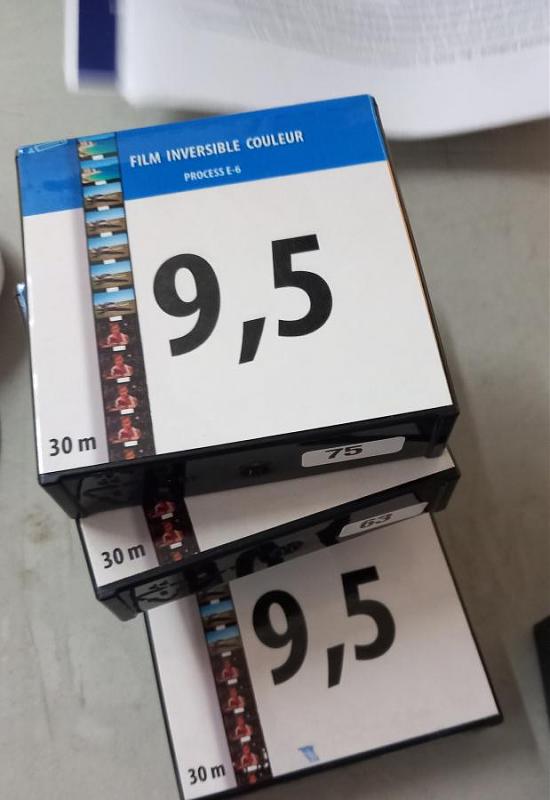 FILM INVERSIBLE COULEUR
PROCESS E-6
9,5
30 m
75
30 m
63
9,5
30 m